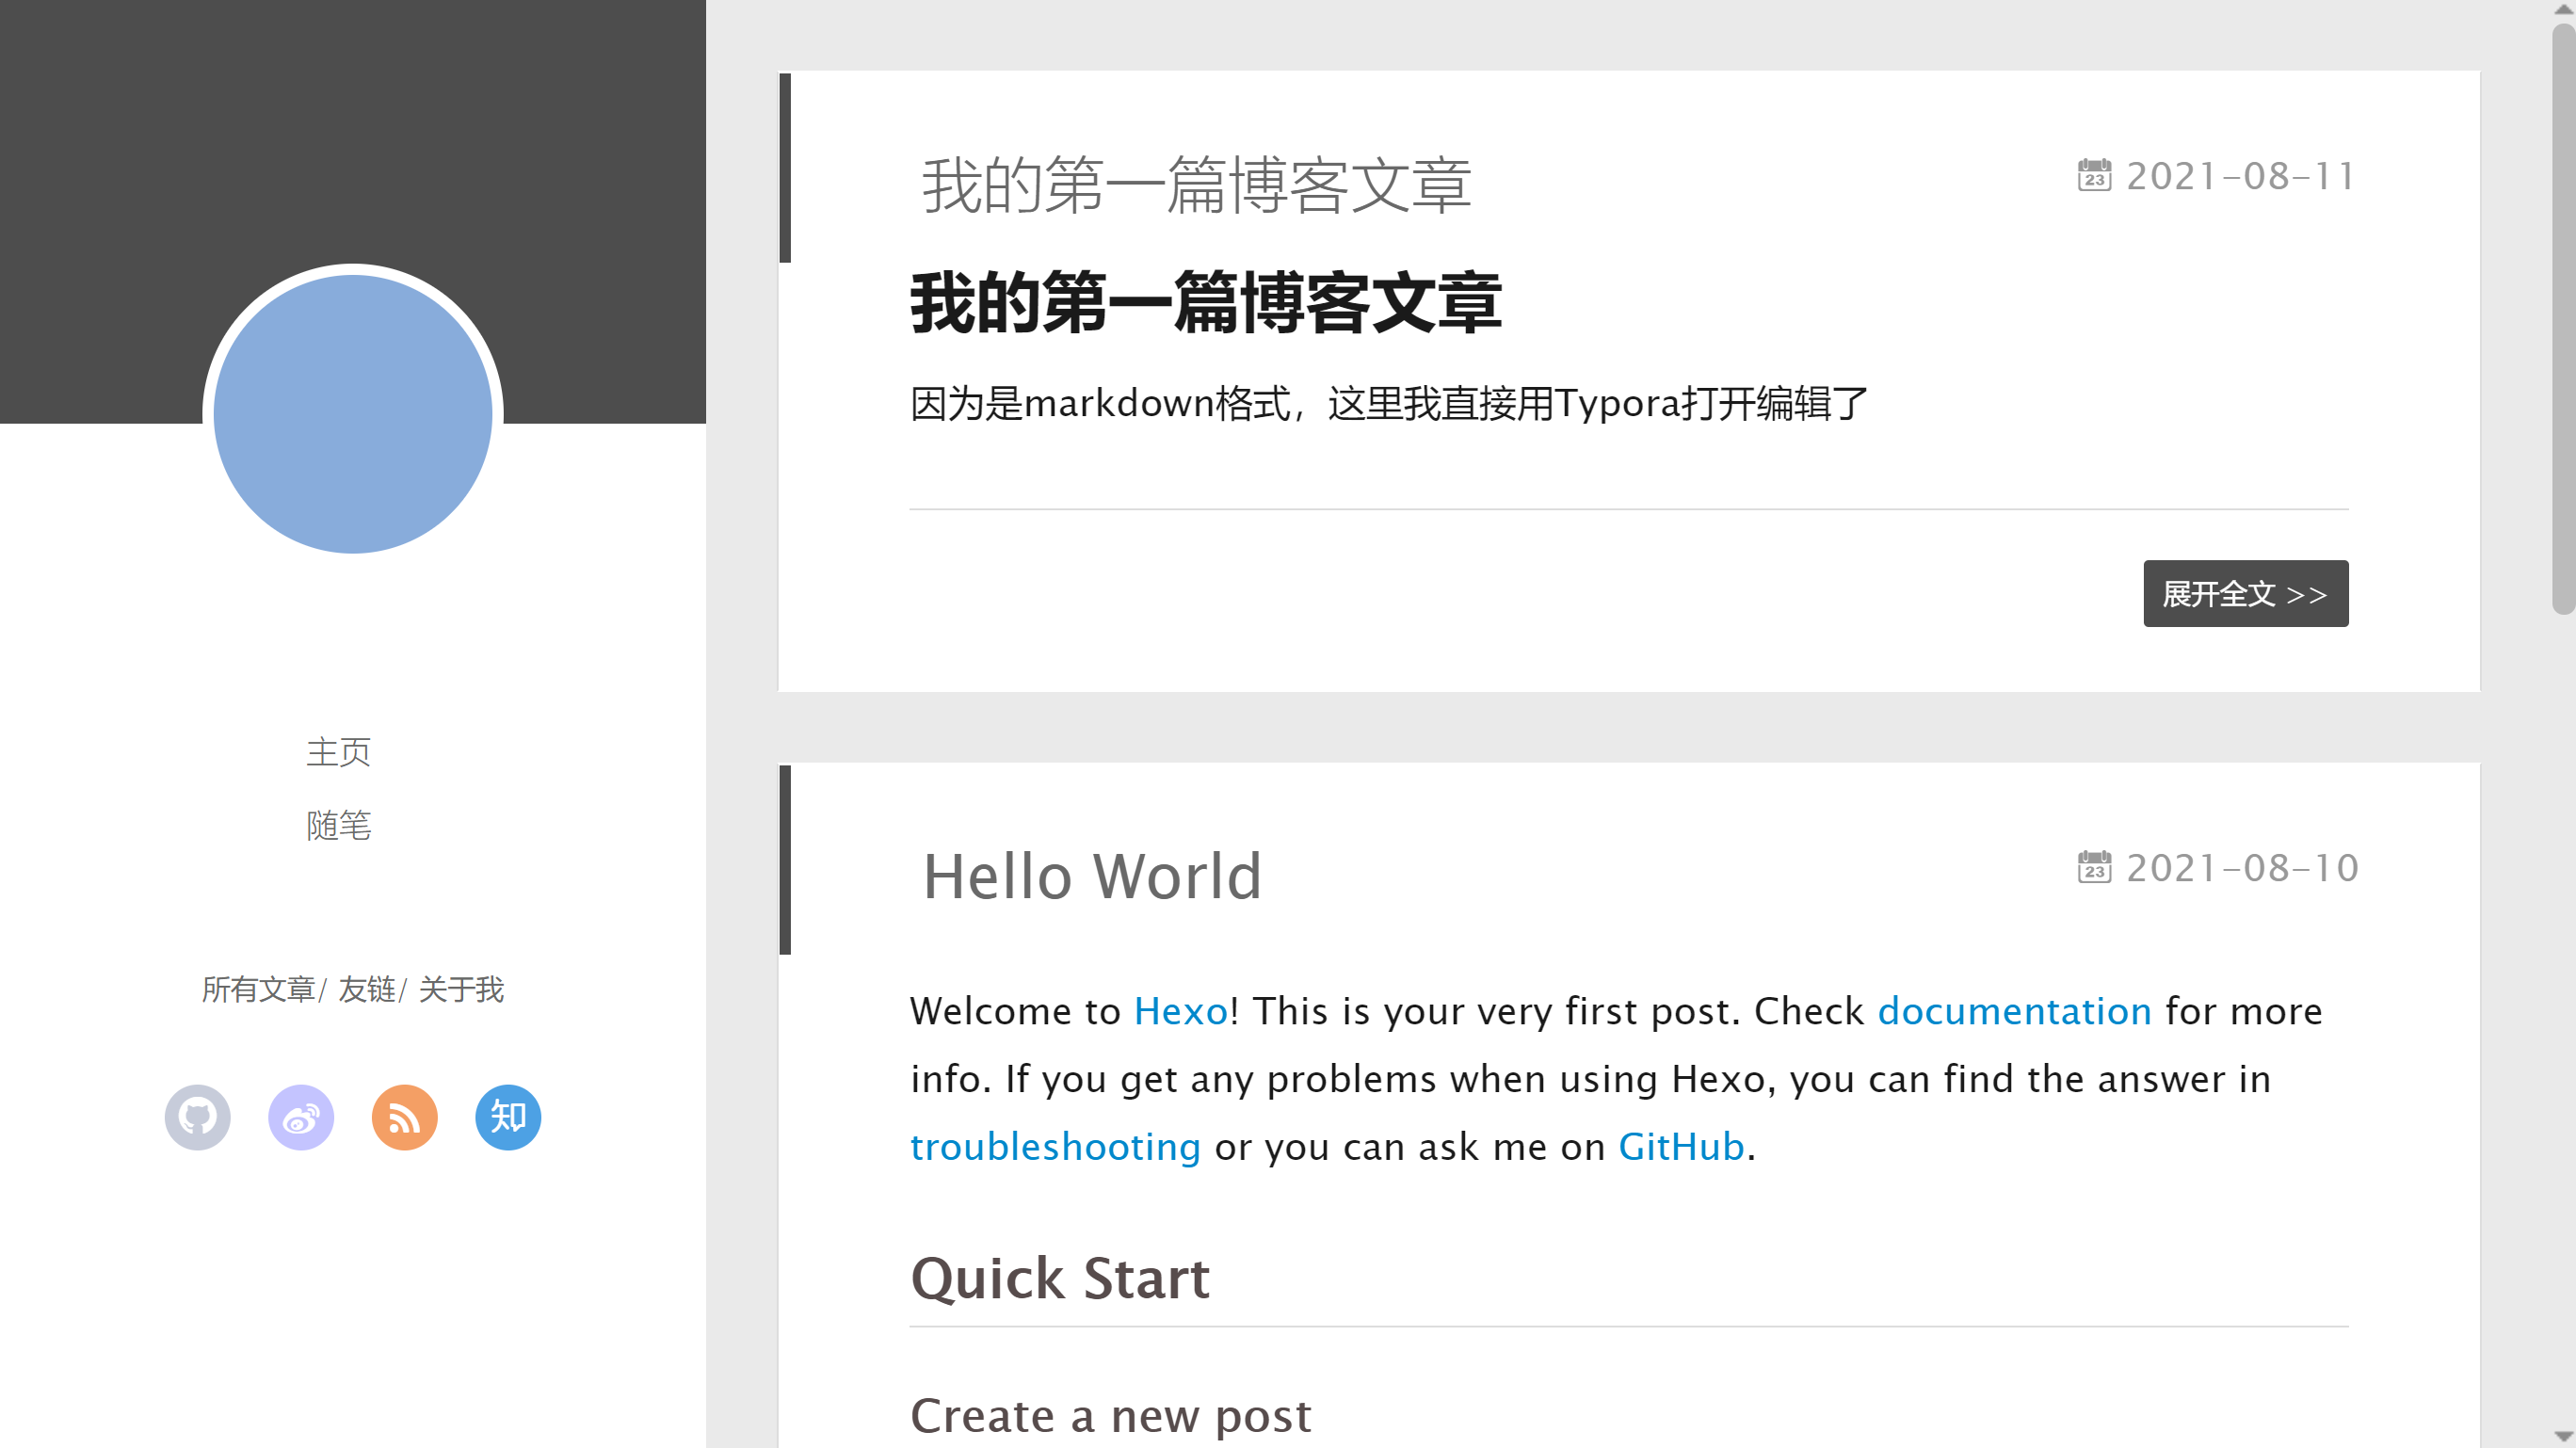 主页
随笔
所有文章/ 友链/ 关于我
知
我的第一篇博客文章
23 2021-08-11
我的第一篇博客文章
因为是markdown格式，这里我直接用Typora打开编辑了
展开全文 >>
Hello World
23 2021-08-10
Welcome to Hexo! This is your very first post. Check documentation for more
info. If you get any problems when using Hexo, you can find the answer in
troubleshooting or you can ask me on GitHub.
Quick Start
Create a new post